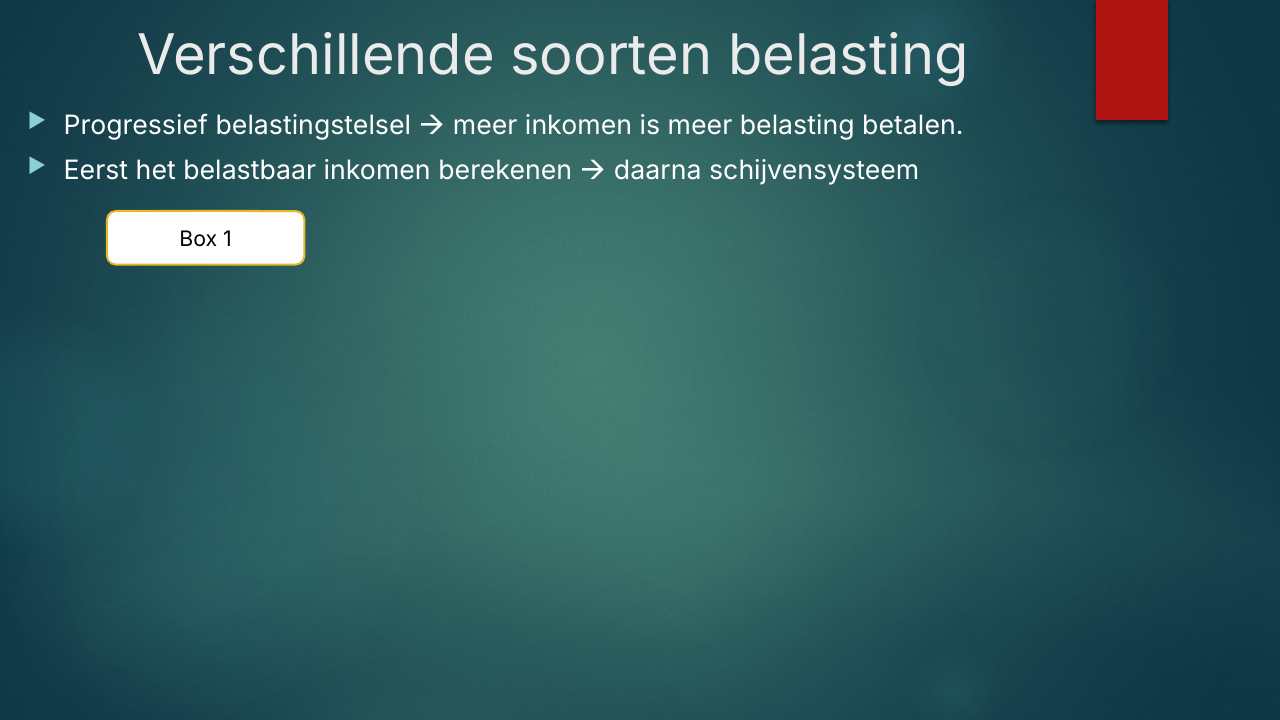 Verschillende soorten belasting
Progressief belastingstelsel → meer inkomen is meer belasting betalen.
Eerst het belastbaar inkomen berekenen → daarna schijvensysteem
Box 1